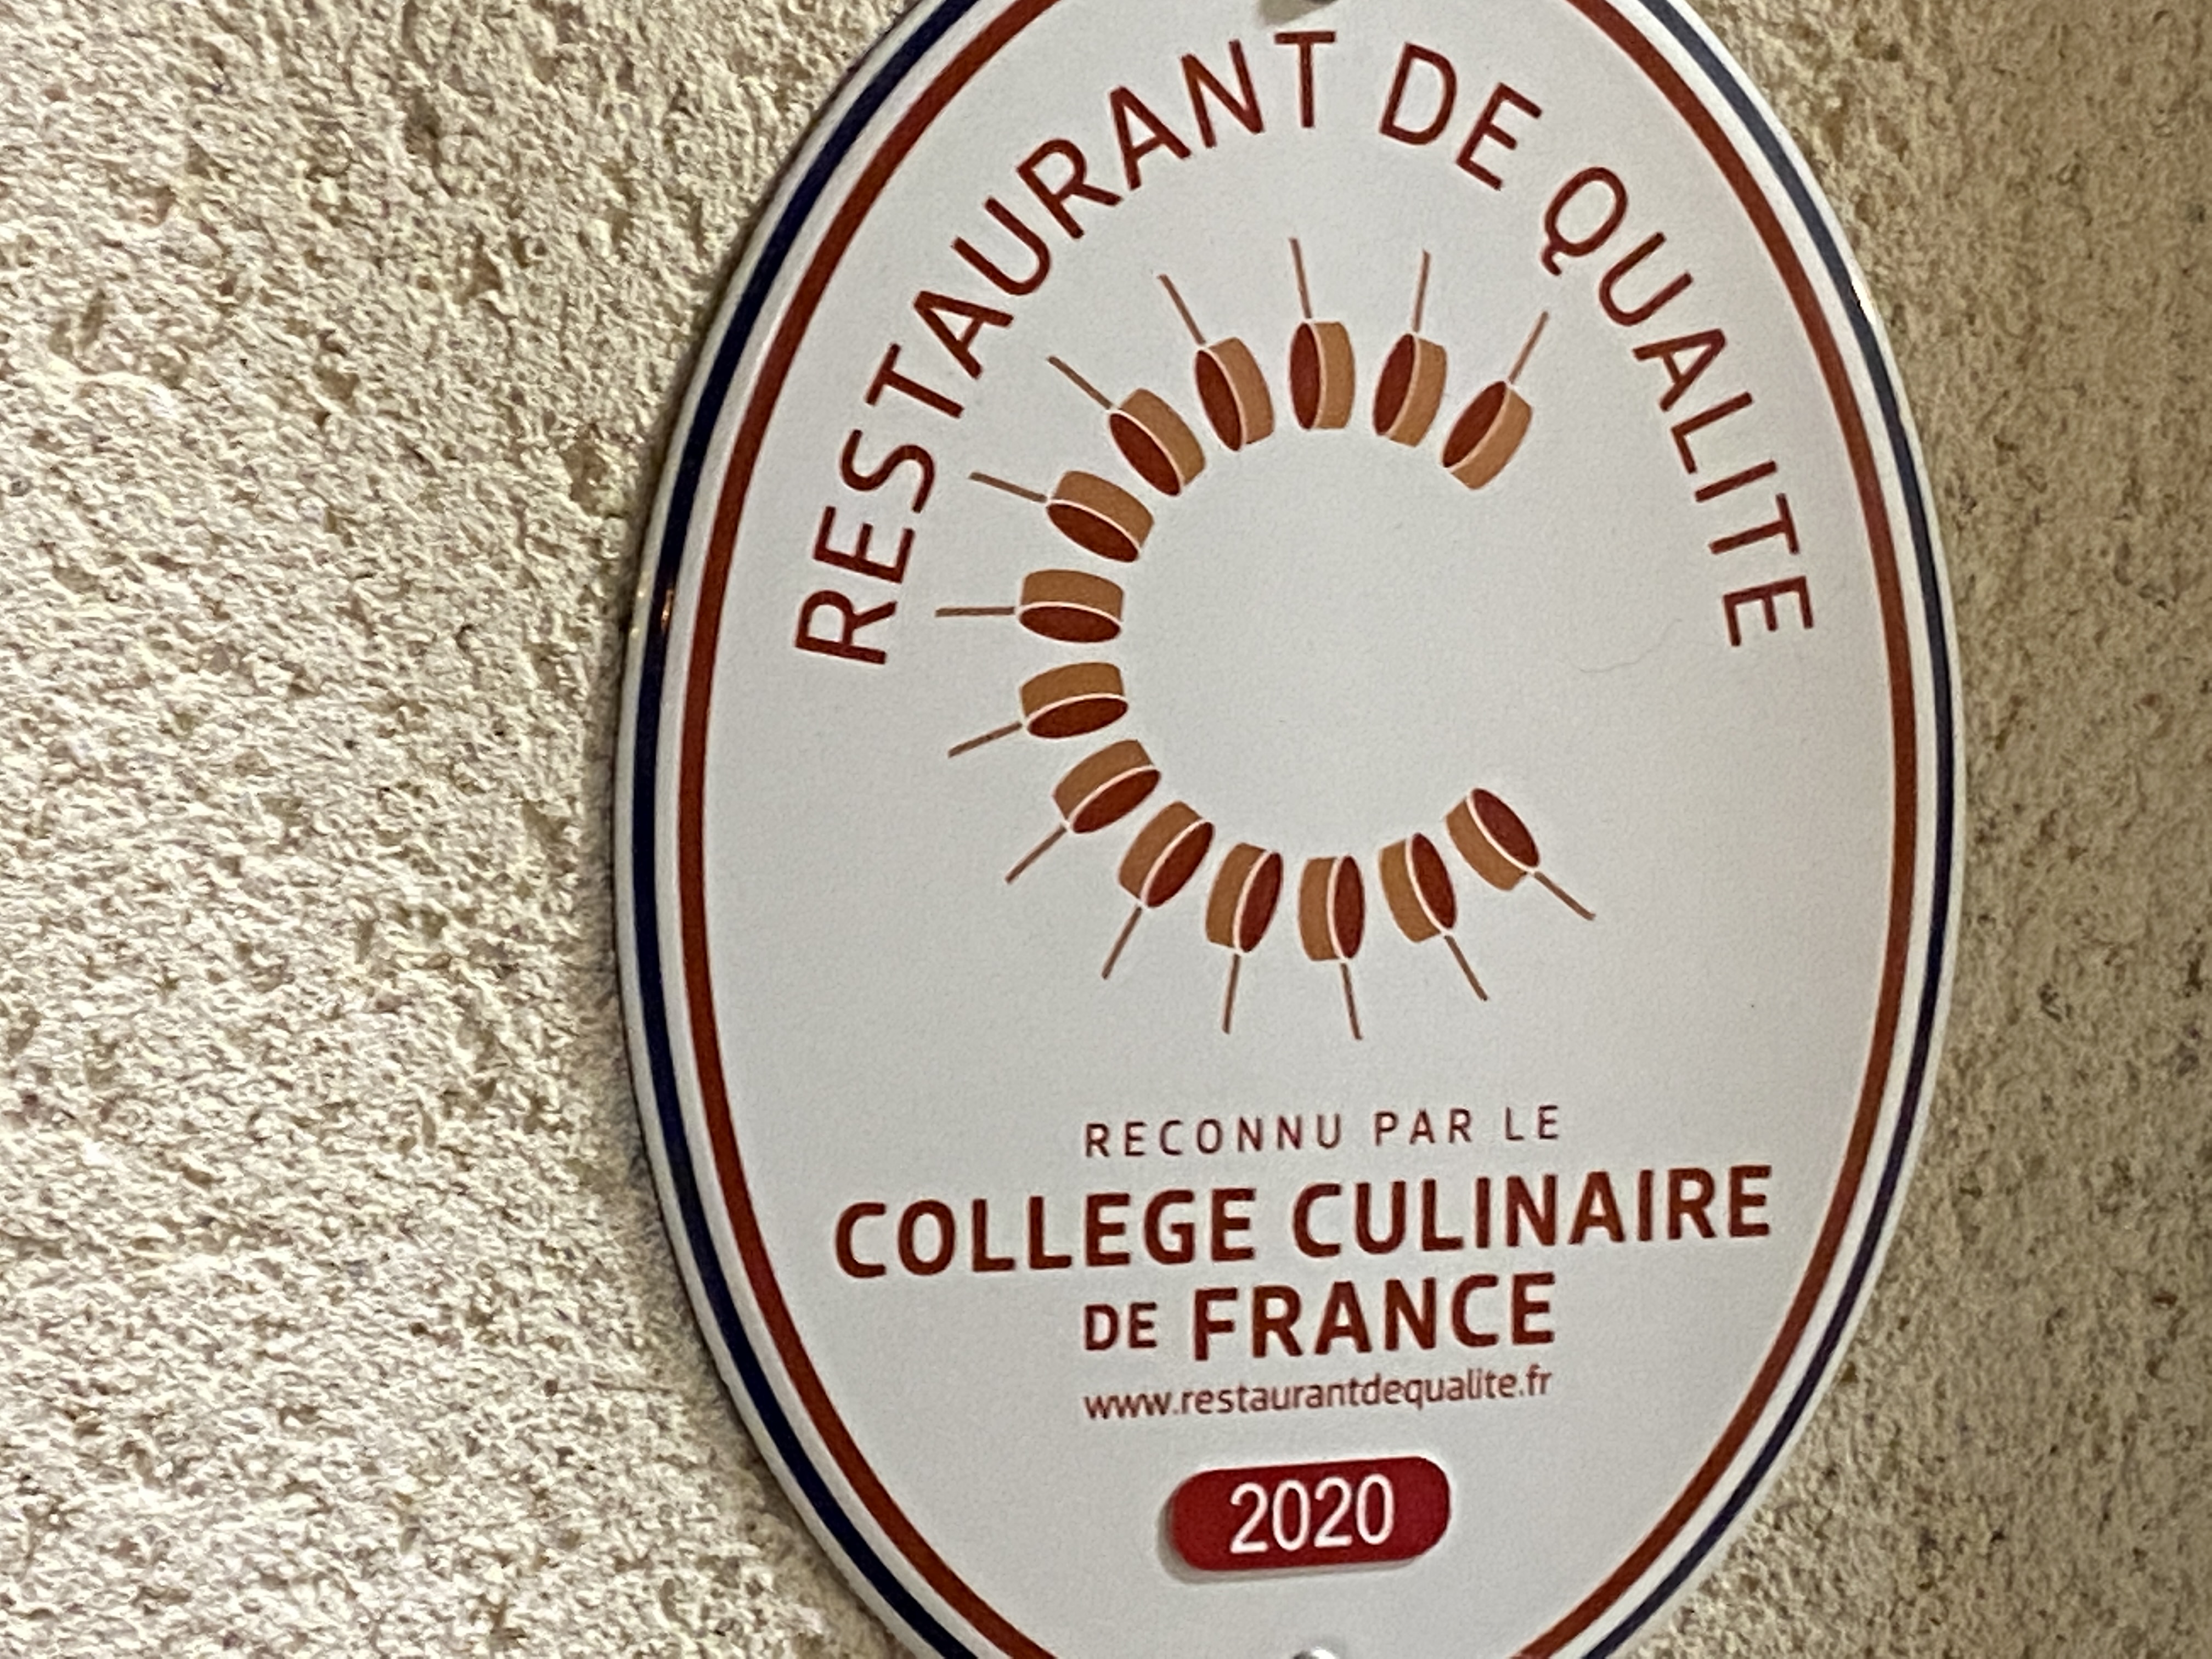 RESTAURANT DE QUALITE
RECONNU PAR LE
COLLEGE CULINAIRE
DE FRANCE
www.restaurantdequalite.fr
2020